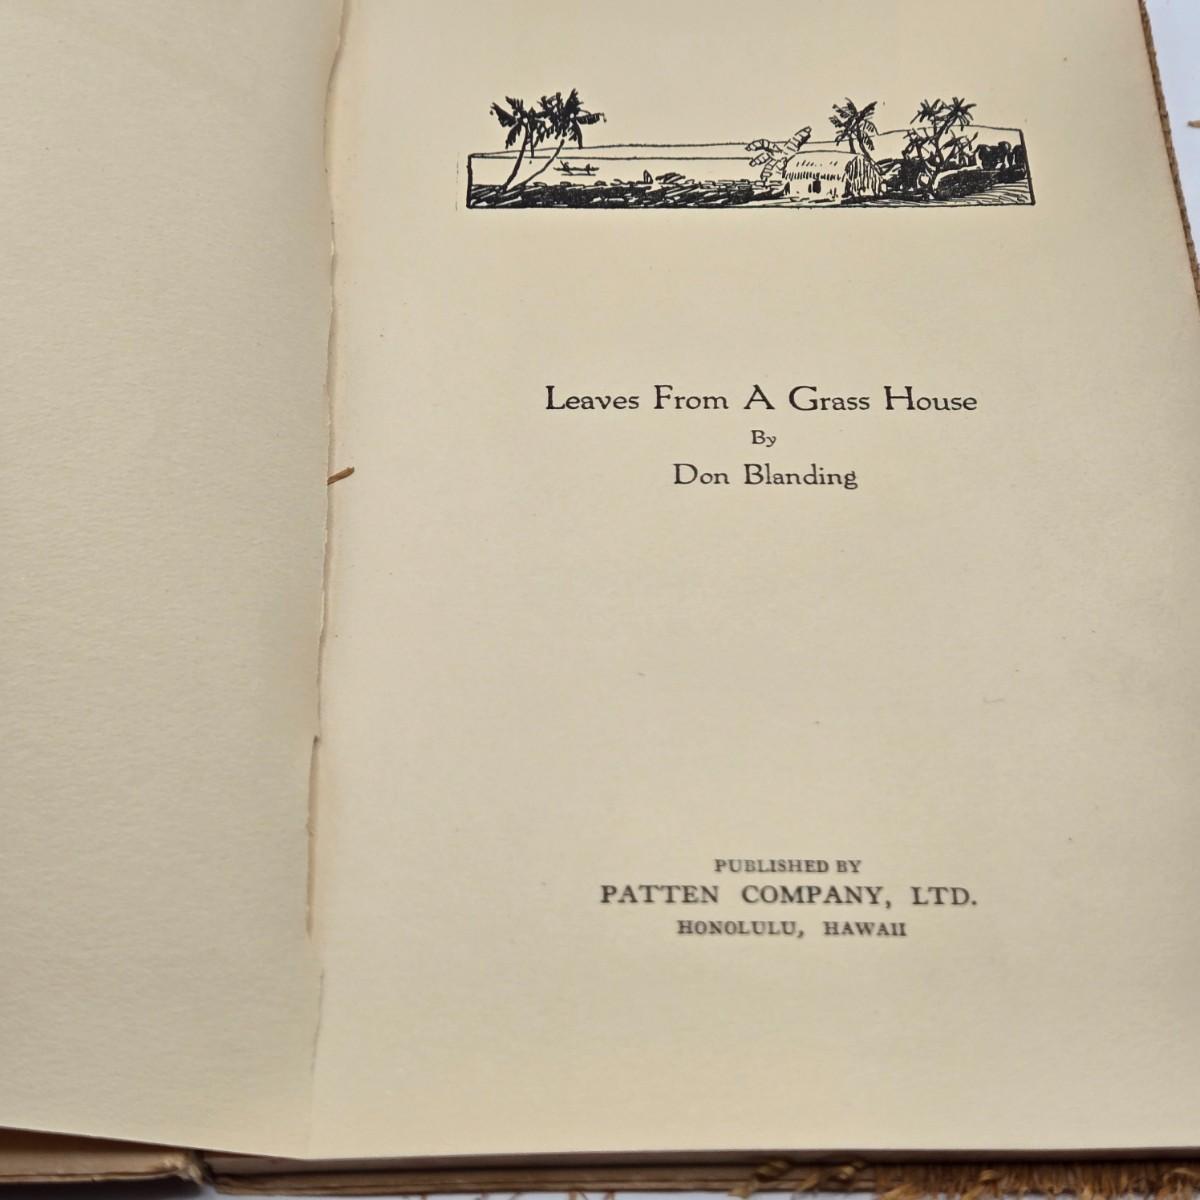 Leaves From A Grass House
By
Don Blanding
PUBLISHED BY
PATTEN COMPANY, LTD.
HONOLULU, HAWAII